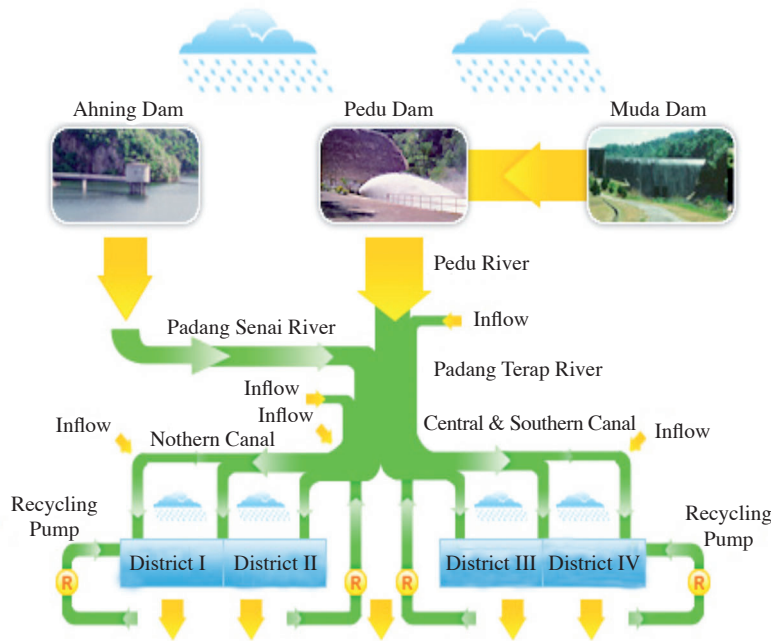 Ahning Dam
Pedu Dam
Muda Dam
Pedu River
Inflow
Padang Senai River
Padang Terap River
Inflow
Inflow
Central & Southern Canal
Inflow
Nothern Canal
Inflow
Recycling
Pump
Recycling
Pump
District I
District II
District III
District IV
R
R
R
R